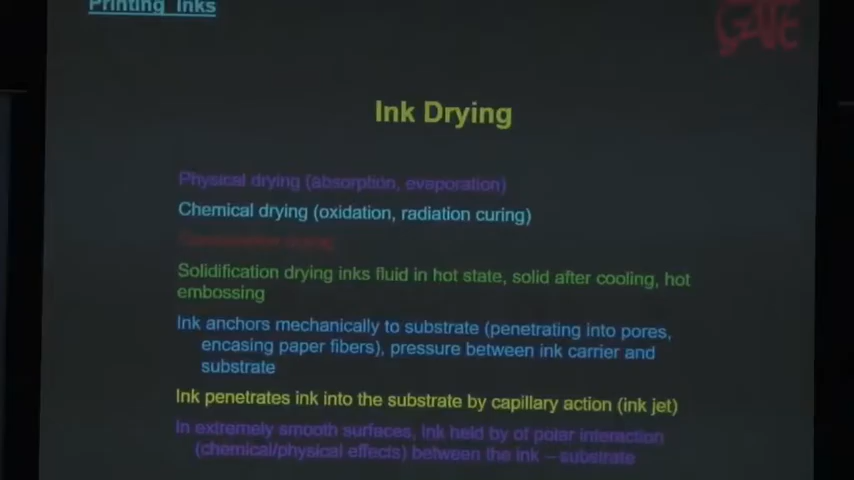 Printing Inks
GATE
Ink Drying
Physical drying (absorption, evaporation)
Chemical drying (oxidation, radiation curing)
drying
Solidification drying inks fluid in hot state, solid after cooling, hot
embossing
Ink anchors mechanically to substrate (penetrating into pores,
encasing paper fibers), pressure between ink carrier and
substrate
Ink penetrates ink into the substrate by capillary action (ink jet)
In extremely smooth surfaces, Ink held by of polar interaction
(chemical/physical effects) between the ink – substrate